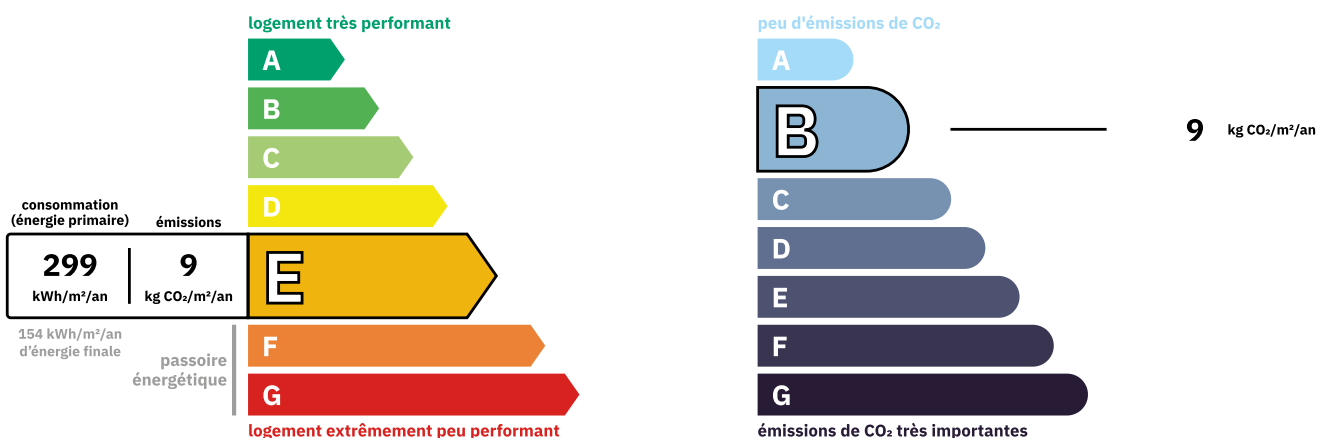 logement très performant
A
B
C
D
consommation
(énergie primaire)
émissions
299
kWh/m²/an
9
kg CO₂/m²/an
E
154 kWh/m²/an
d'énergie finale
passoire
énergétique
F
G
logement extrêmement peu performant
peu d'émissions de CO₂
A
B
9 kg CO₂/m²/an
C
D
E
F
G
émissions de CO₂ très importantes